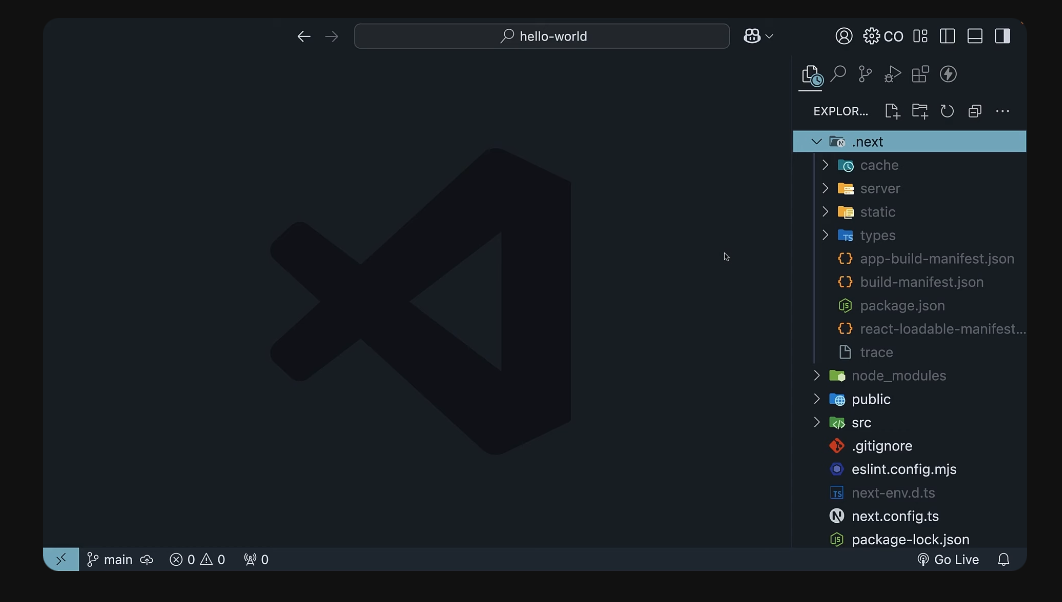 hello-world
CO
EXPLOR...
.next
cache
server
static
types
app-build-manifest.json
build-manifest.json
package.json
react-loadable-manifest...
trace
node_modules
public
src
.gitignore
eslint.config.mjs
next-env.d.ts
next.config.ts
package-lock.json
main 0 0 0 Go Live